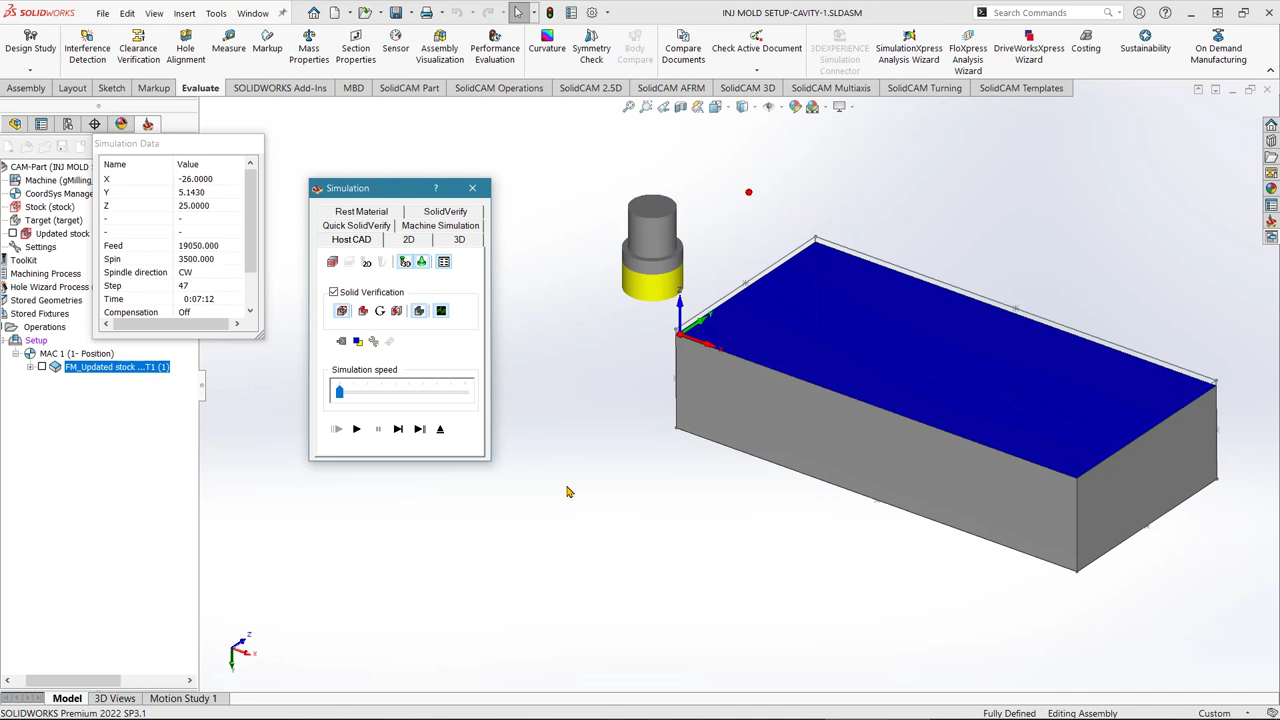 SOLIDWORKS File Edit View Insert Tools Window INJ MOLD SETUP-CAVITY-1.SLDASM Search Commands
Design Study Interference Detection Clearance Verification Hole Alignment Measure Markup Mass Properties Section Properties Sensor Assembly Visualization Performance Evaluation Curvature Symmetry Check Body Compare Compare Documents Check Active Document 3DEXPERIENCE Simulation Connector SimulationXpress Analysis Wizard FloXpress Analysis Wizard DriveWorksXpress Wizard Costing Sustainability On Demand Manufacturing
Assembly Layout Sketch Markup Evaluate SOLIDWORKS Add-Ins MBD SolidCAM Part SolidCAM Operations SolidCAM 2.5D SolidCAM AFRM SolidCAM 3D SolidCAM Multiaxis SolidCAM Turning SolidCAM Templates
CAM-Part (INJ MOLD
Machine (gMilling_
CoordSys Manage
Stock (stock)
Target (target)
Updated stock
Settings
ToolKit
Machining Process
Hole Wizard Process
Stored Geometries
Stored Fixtures
Operations
Setup
MAC 1 (1- Position)
FM_Updated stock ...T1 (1)
Simulation Data
Name Value
X -26.0000
Y 5.1430
Z 25.0000
- -
- -
Feed 19050.000
Spin 3500.000
Spindle direction CW
Step 47
Time 0:07:12
Compensation Off
Simulation ?
Rest Material SolidVerify
Quick SolidVerify Machine Simulation
Host CAD 2D 3D
2D 3D
Solid Verification
Simulation speed
Z
Z
X
Y
Model 3D Views Motion Study 1
SOLIDWORKS Premium 2022 SP3.1 Fully Defined Editing Assembly Custom